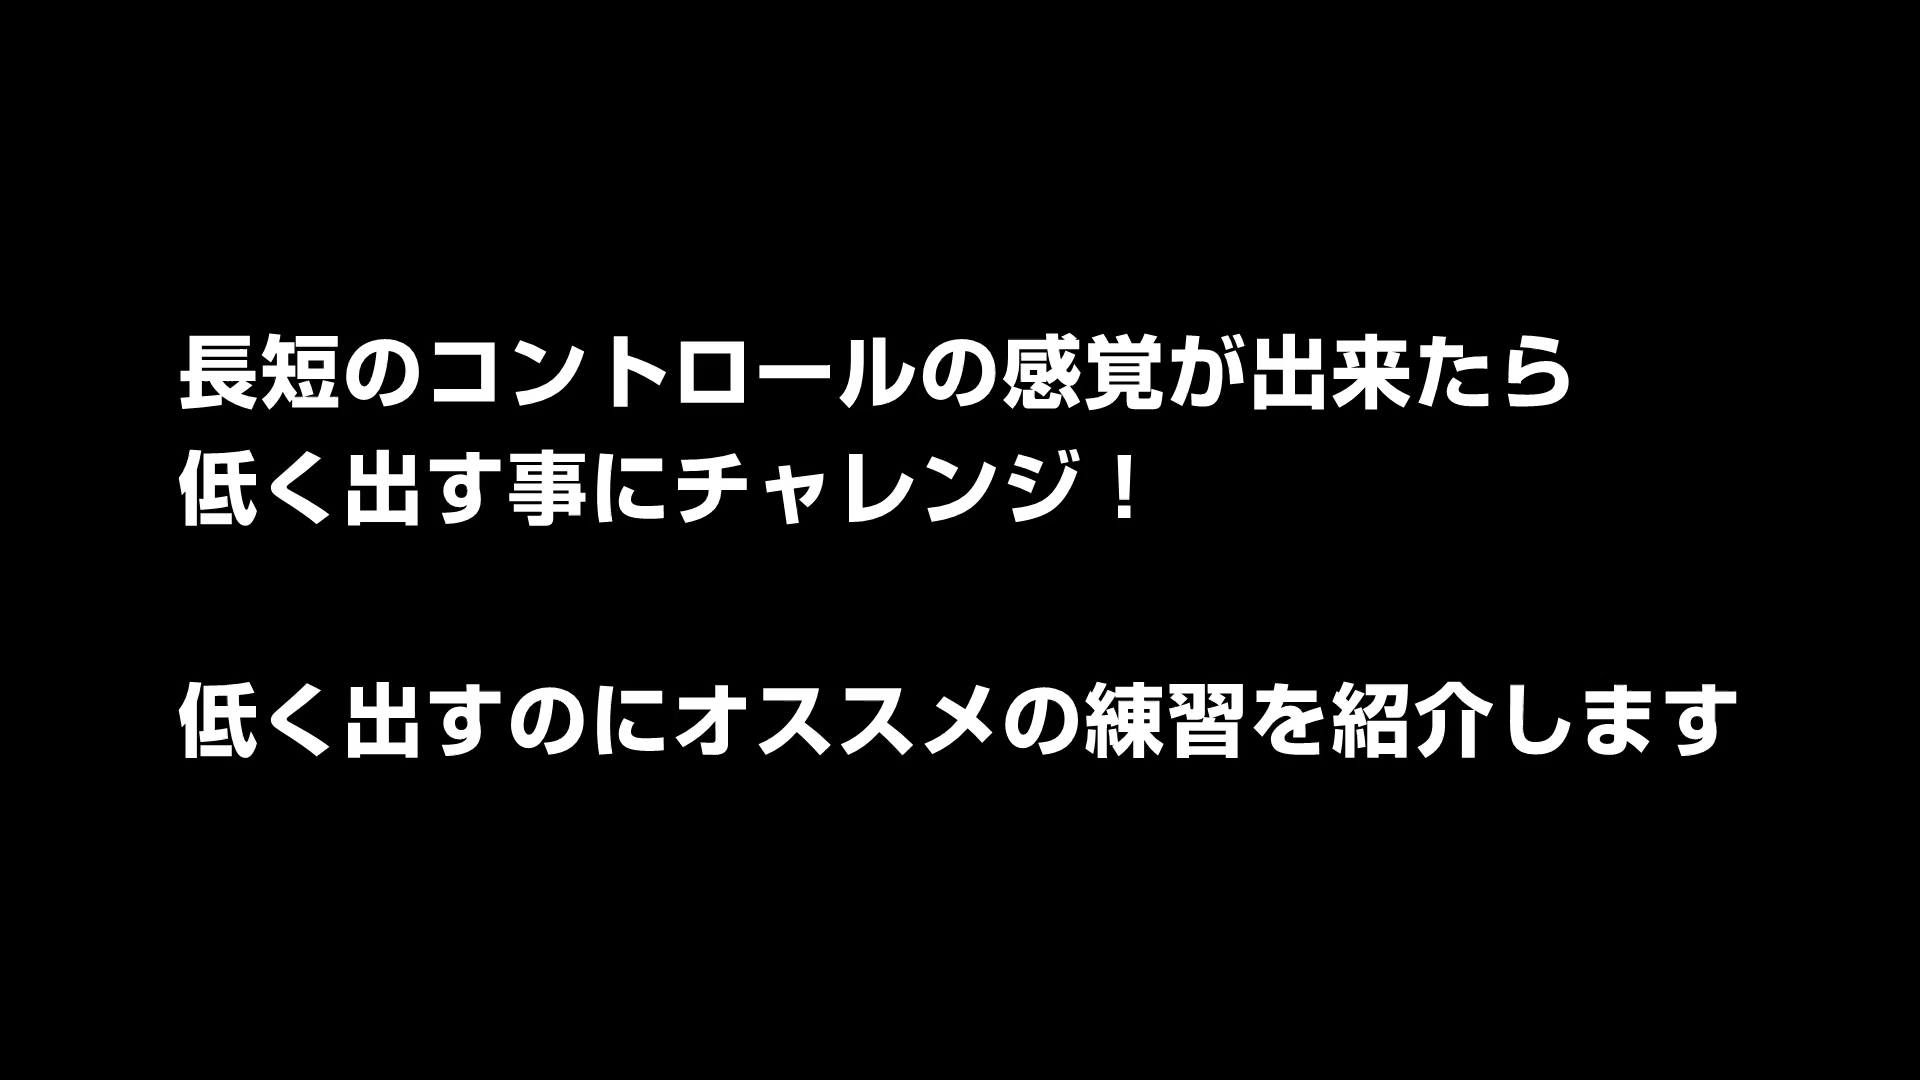 長短のコントロールの感覚が出来たら
低く出す事にチャレンジ！
低く出すのにオススメの練習を紹介します